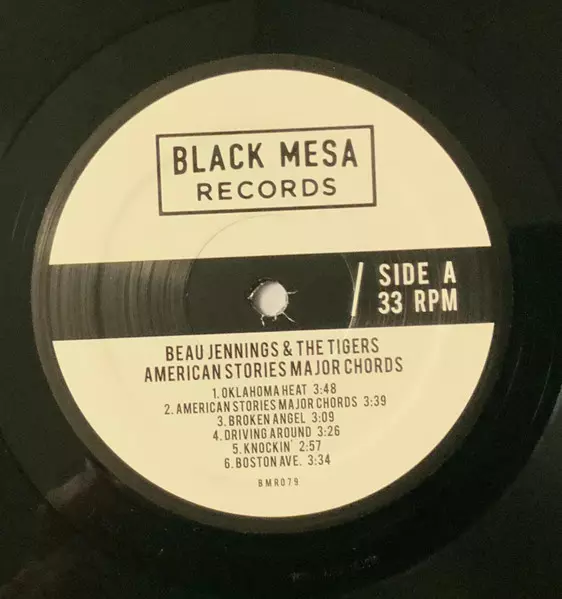 BLACK MESA
RECORDS
SIDE A
33 RPM
BEAU JENNINGS & THE TIGERS
AMERICAN STORIES MAJOR CHORDS
1. OKLAHOMA HEAT 3:48
2. AMERICAN STORIES MAJOR CHORDS 3:39
3. BROKEN ANGEL 3:09
4. DRIVING AROUND 3:26
5. KNOCKIN' 2:57
6. BOSTON AVE. 3:34
BMR079